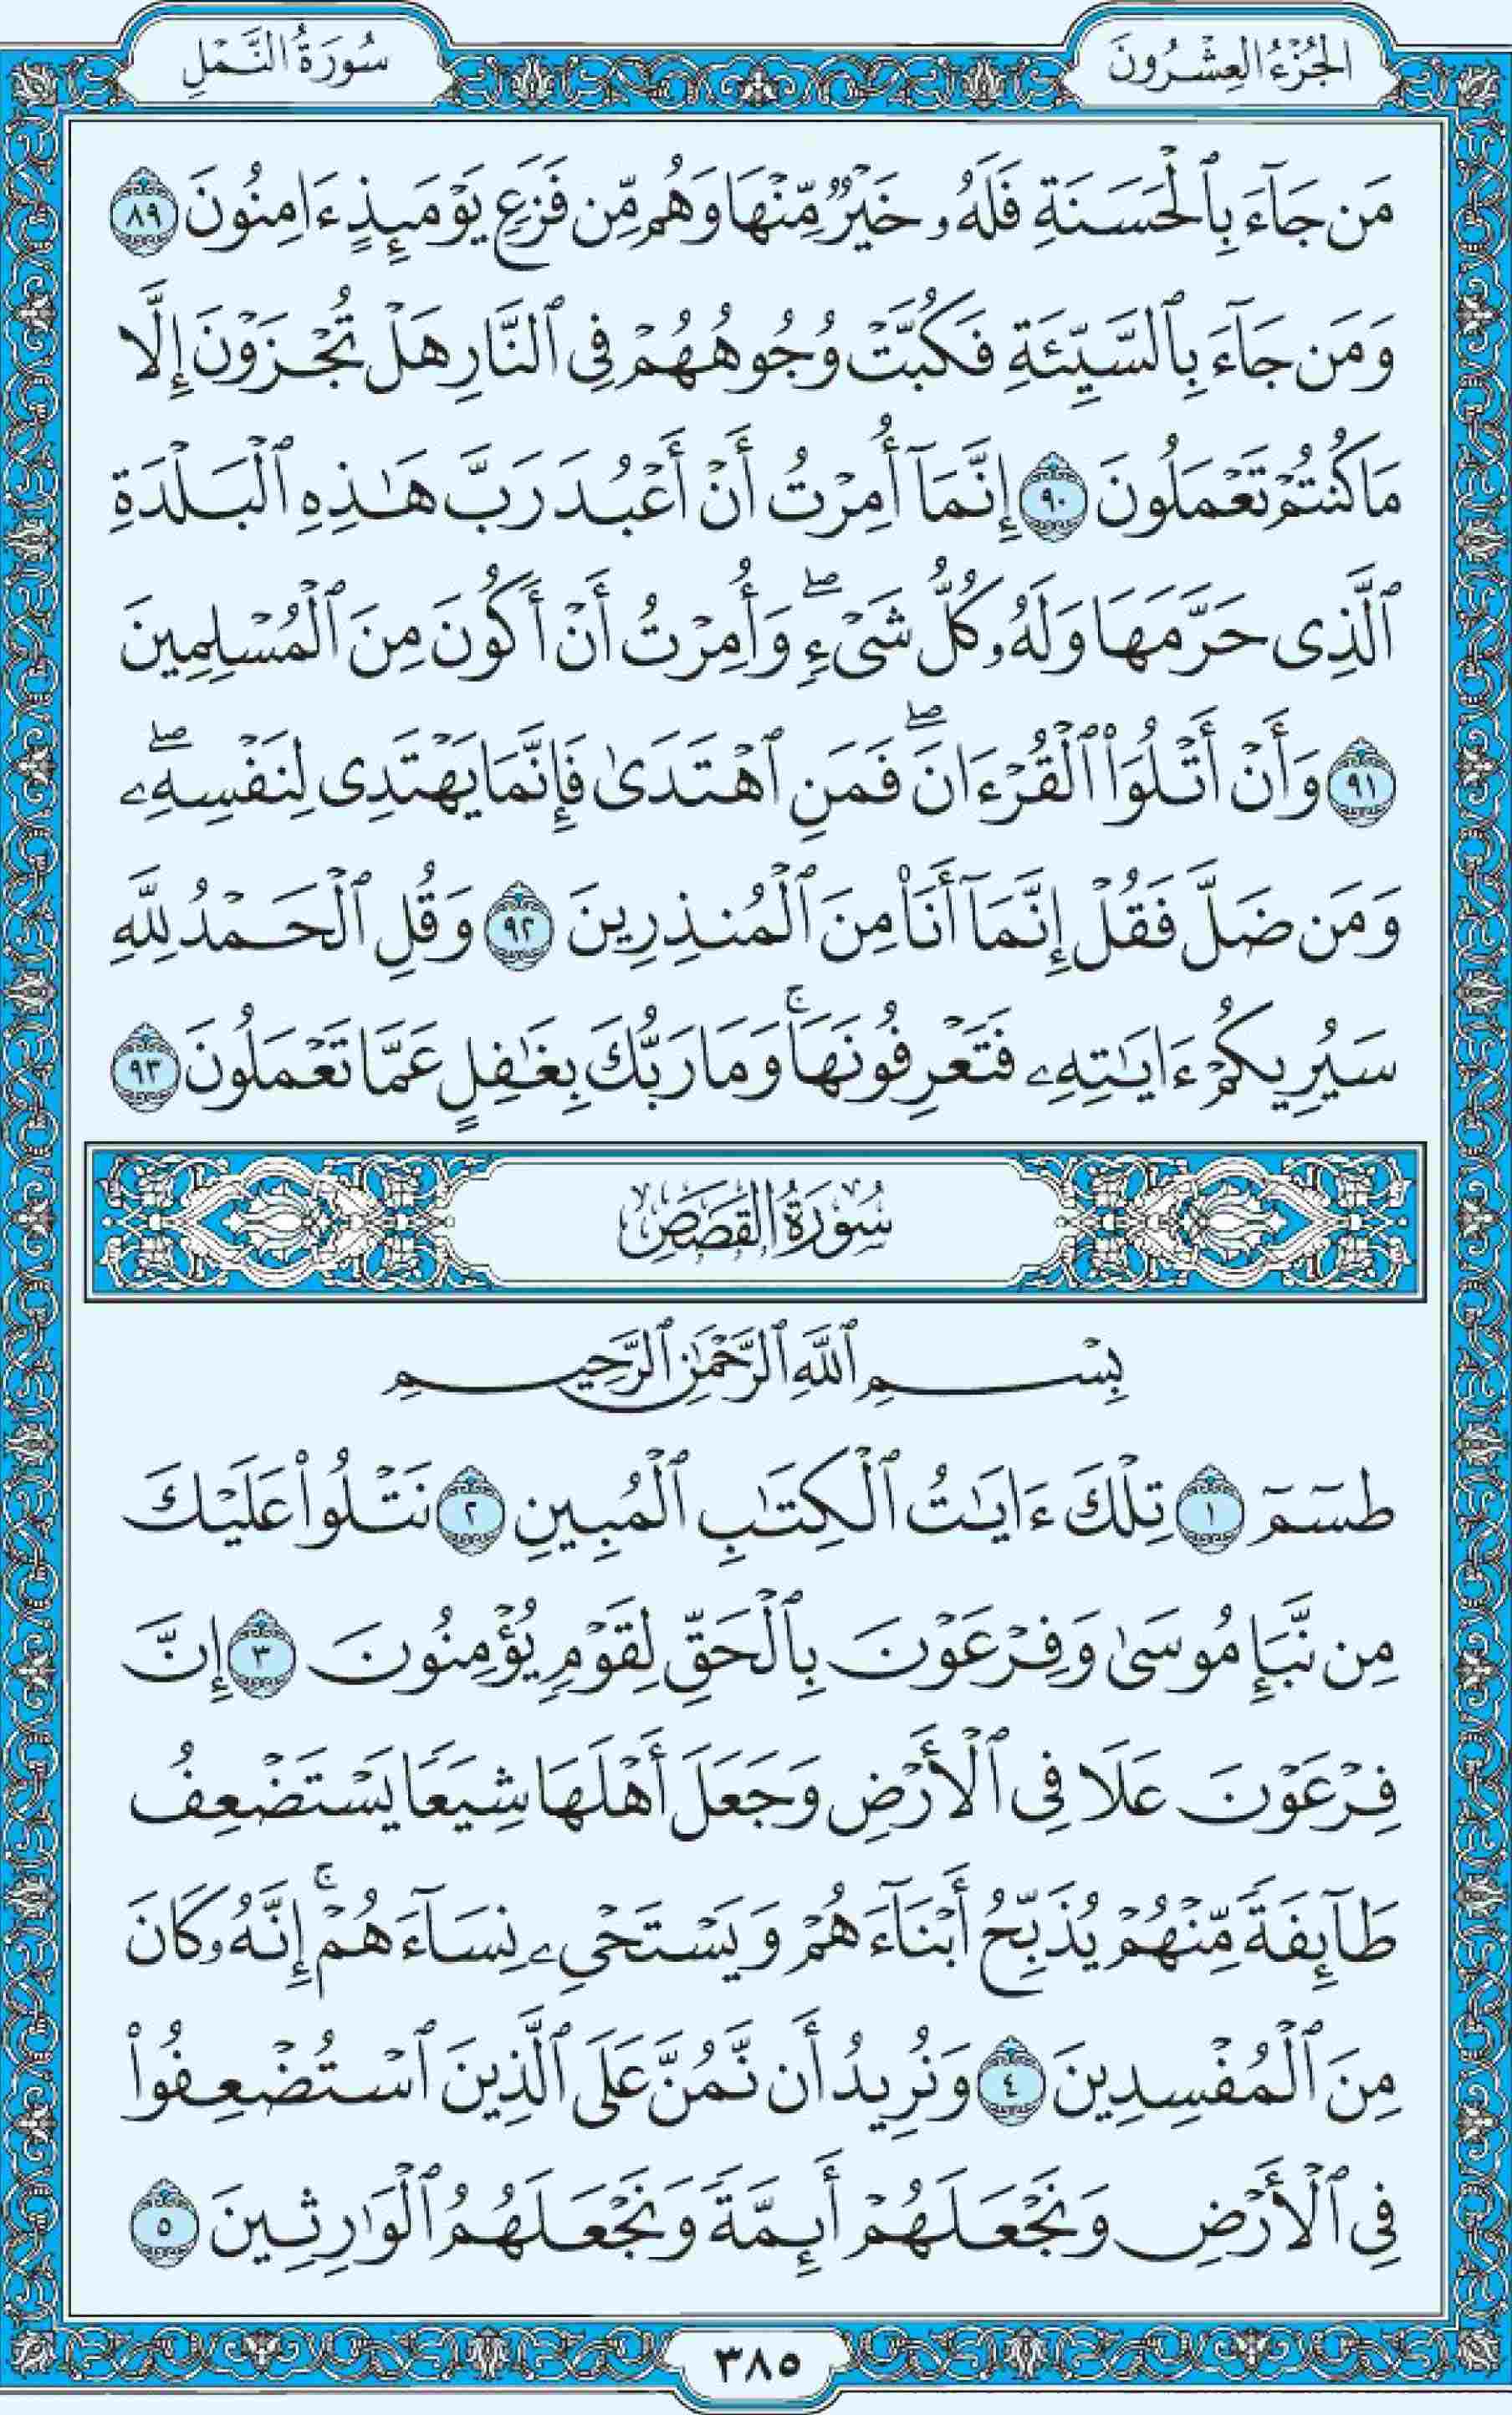 الجُزْءُ العِشْرُونَ
سُورَةُ النَّمْلِ
مَن جَآءَ بِٱلْحَسَنَةِ فَلَهُۥ خَيْرٌ مِّنْهَا وَهُم مِّن فَزَعٍ يَوْمَئِذٍ ءَامِنُونَ ٨٩
وَمَن جَآءَ بِٱلسَّيِّئَةِ فَكُبَّتْ وُجُوهُهُمْ فِى ٱلنَّارِ هَلْ تُجْزَوْنَ إِلَّا
مَا كُنتُمْ تَعْمَلُونَ ٩٠ إِنَّمَآ أُمِرْتُ أَنْ أَعْبُدَ رَبَّ هَٰذِهِ ٱلْبَلْدَةِ
ٱلَّذِى حَرَّمَهَا وَلَهُۥ كُلُّ شَىْءٍۖ وَأُمِرْتُ أَنْ أَكُونَ مِنَ ٱلْمُسْلِمِينَ
٩١ وَأَنْ أَتْلُوَا۟ ٱلْقُرْءَانَۖ فَمَنِ ٱهْتَدَىٰ فَإِنَّمَا يَهْتَدِى لِنَفْسِهِۦۖ
وَمَن ضَلَّ فَقُلْ إِنَّمَآ أَنَا۠ مِنَ ٱلْمُنذِرِينَ ٩٢ وَقُلِ ٱلْحَمْدُ لِلَّهِ
سَيُرِيكُمْ ءَايَٰتِهِۦ فَتَعْرِفُونَهَاۚ وَمَا رَبُّكَ بِغَٰفِلٍ عَمَّا تَعْمَلُونَ ٩٣
سُورَةُ القَصَصِ
بِسْمِ ٱللَّهِ ٱلرَّحْمَٰنِ ٱلرَّحِيمِ
طسٓمٓ ١ تِلْكَ ءَايَٰتُ ٱلْكِتَٰبِ ٱلْمُبِينِ ٢ نَتْلُوا۟ عَلَيْكَ
مِن نَّبَإِ مُوسَىٰ وَفِرْعَوْنَ بِٱلْحَقِّ لِقَوْمٍ يُؤْمِنُونَ ٣ إِنَّ
فِرْعَوْنَ عَلَا فِى ٱلْأَرْضِ وَجَعَلَ أَهْلَهَا شِيَعًا يَسْتَضْعِفُ
طَآئِفَةً مِّنْهُمْ يُذَبِّحُ أَبْنَآءَهُمْ وَيَسْتَحْىِۦ نِسَآءَهُمْۚ إِنَّهُۥ كَانَ
مِنَ ٱلْمُفْسِدِينَ ٤ وَنُرِيدُ أَن نَّمُنَّ عَلَى ٱلَّذِينَ ٱسْتُضْعِفُوا۟
فِى ٱلْأَرْضِ وَنَجْعَلَهُمْ أَئِمَّةً وَنَجْعَلَهُمُ ٱلْوَٰرِثِينَ ٥
٣٨٥